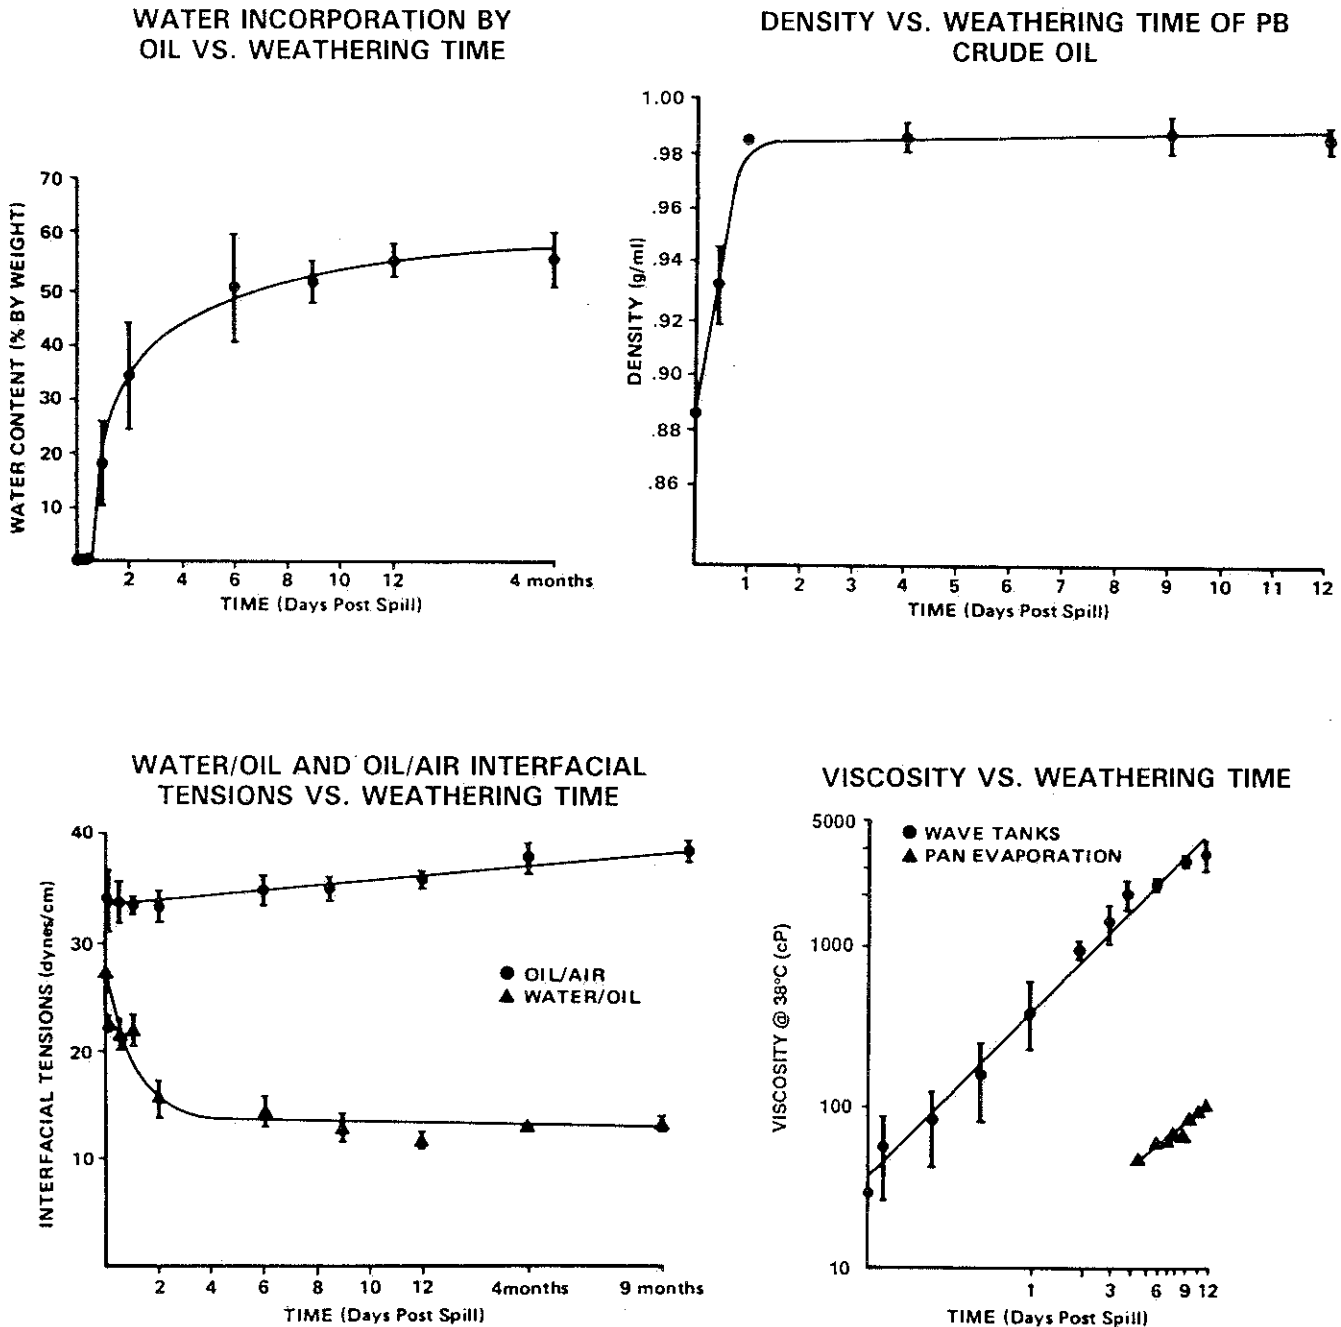 WATER INCORPORATION BY
OIL VS. WEATHERING TIME
WATER CONTENT (% BY WEIGHT)
70
60
50
40
30
20
10
2 4 6 8 10 12 4 months
TIME (Days Post Spill)
DENSITY VS. WEATHERING TIME OF PB
CRUDE OIL
DENSITY (g/ml)
1.00
.98
.96
.94
.92
.90
.88
.86
1 2 3 4 5 6 7 8 9 10 11 12
TIME (Days Post Spill)
WATER/OIL AND OIL/AIR INTERFACIAL
TENSIONS VS. WEATHERING TIME
INTERFACIAL TENSIONS (dynes/cm)
40
30
20
10
OIL/AIR
WATER/OIL
2 4 6 8 10 12 4months 9 months
TIME (Days Post Spill)
VISCOSITY VS. WEATHERING TIME
VISCOSITY @ 38°C (cP)
5000
1000
100
10
WAVE TANKS
PAN EVAPORATION
1 3 6 9 12
TIME (Days Post Spill)